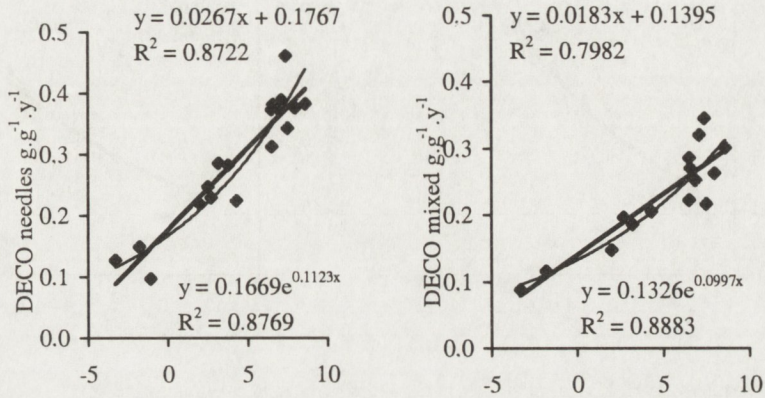 y = 0.0267x + 0.1767
R² = 0.8722
0.5
0.4
0.3
0.2
0.1
0.0
-5 0 5 10
DECO needles g.g⁻¹.y⁻¹
y = 0.1669e^0.1123x
R² = 0.8769
y = 0.0183x + 0.1395
R² = 0.7982
0.5
0.4
0.3
0.2
0.1
0.0
-5 0 5 10
DECO mixed g.g⁻¹.y⁻¹
y = 0.1326e^0.0997x
R² = 0.8883